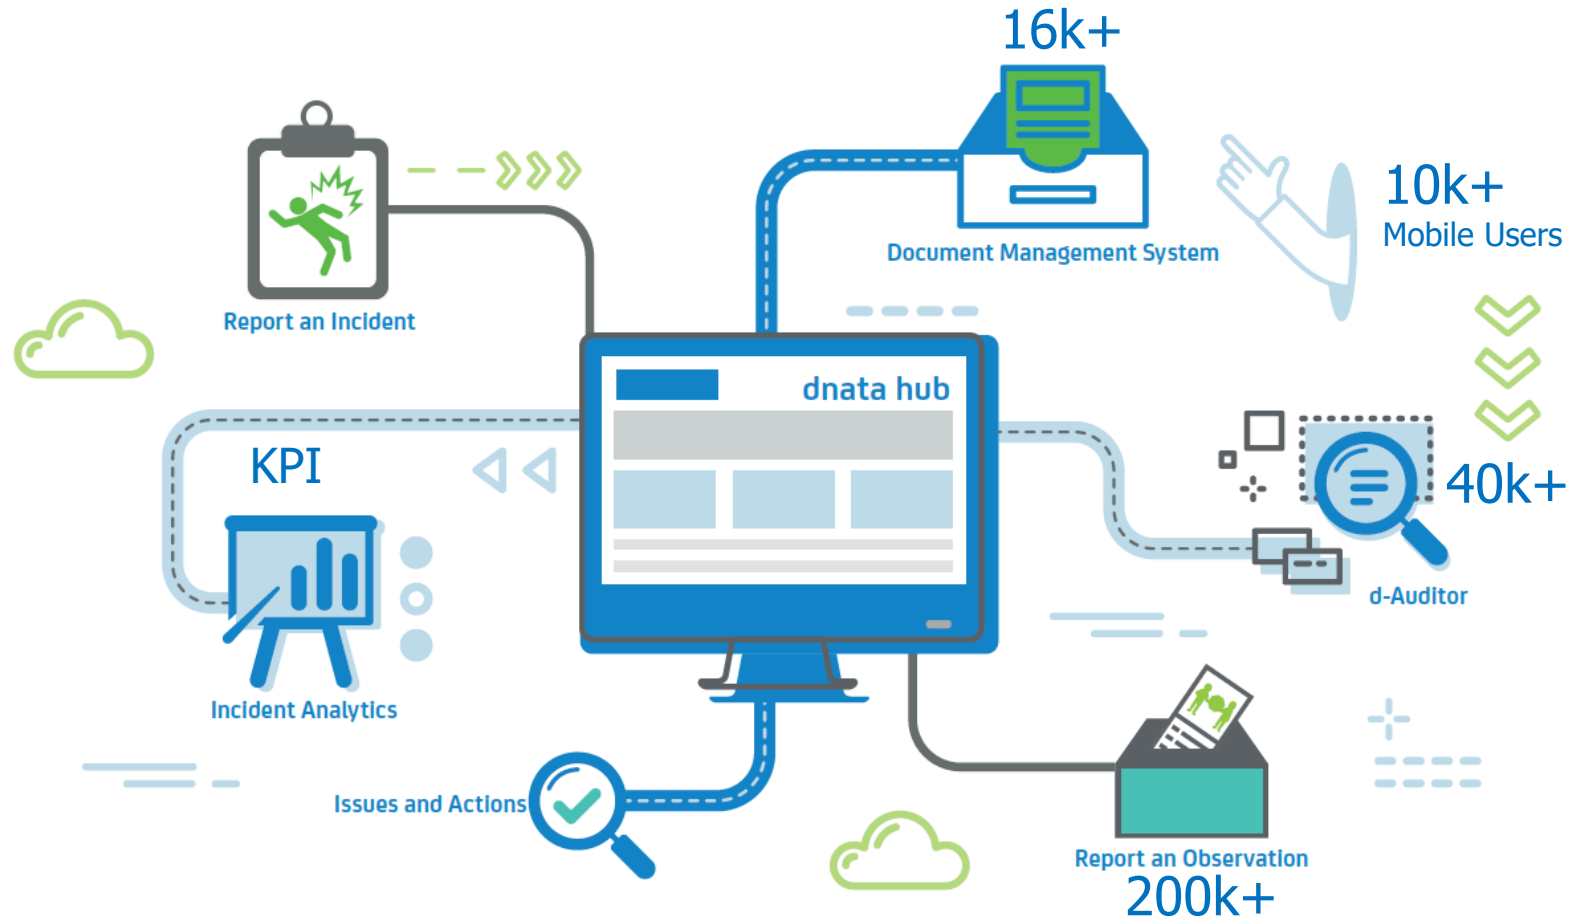 16k+
Document Management System
10k+
Mobile Users
Report an Incident
dnata hub
KPI
40k+
d-Auditor
Incident Analytics
Issues and Actions
Report an Observation
200k+